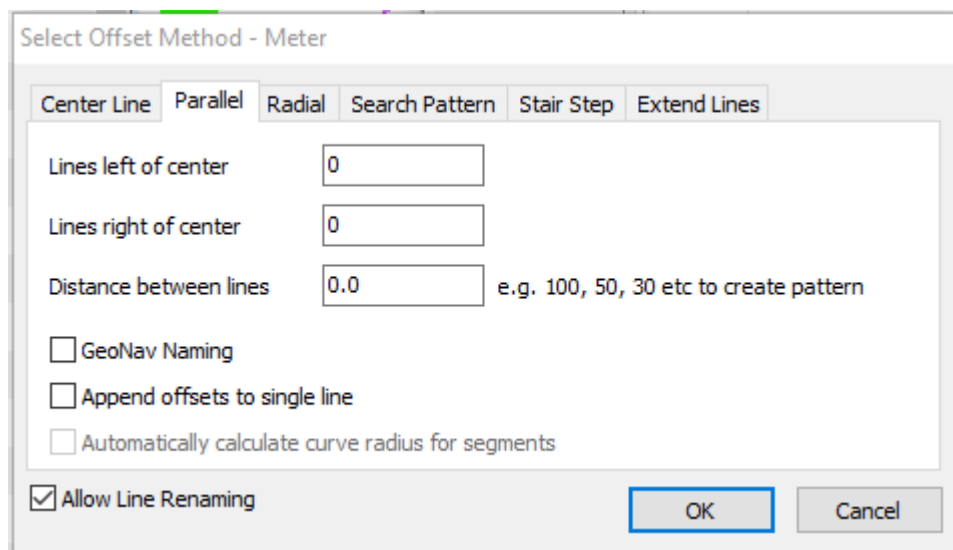 Select Offset Method - Meter
Center Line Parallel Radial Search Pattern Stair Step Extend Lines
Lines left of center 0
Lines right of center 0
Distance between lines 0.0 e.g. 100, 50, 30 etc to create pattern
GeoNav Naming
Append offsets to single line
Automatically calculate curve radius for segments
Allow Line Renaming
OK Cancel